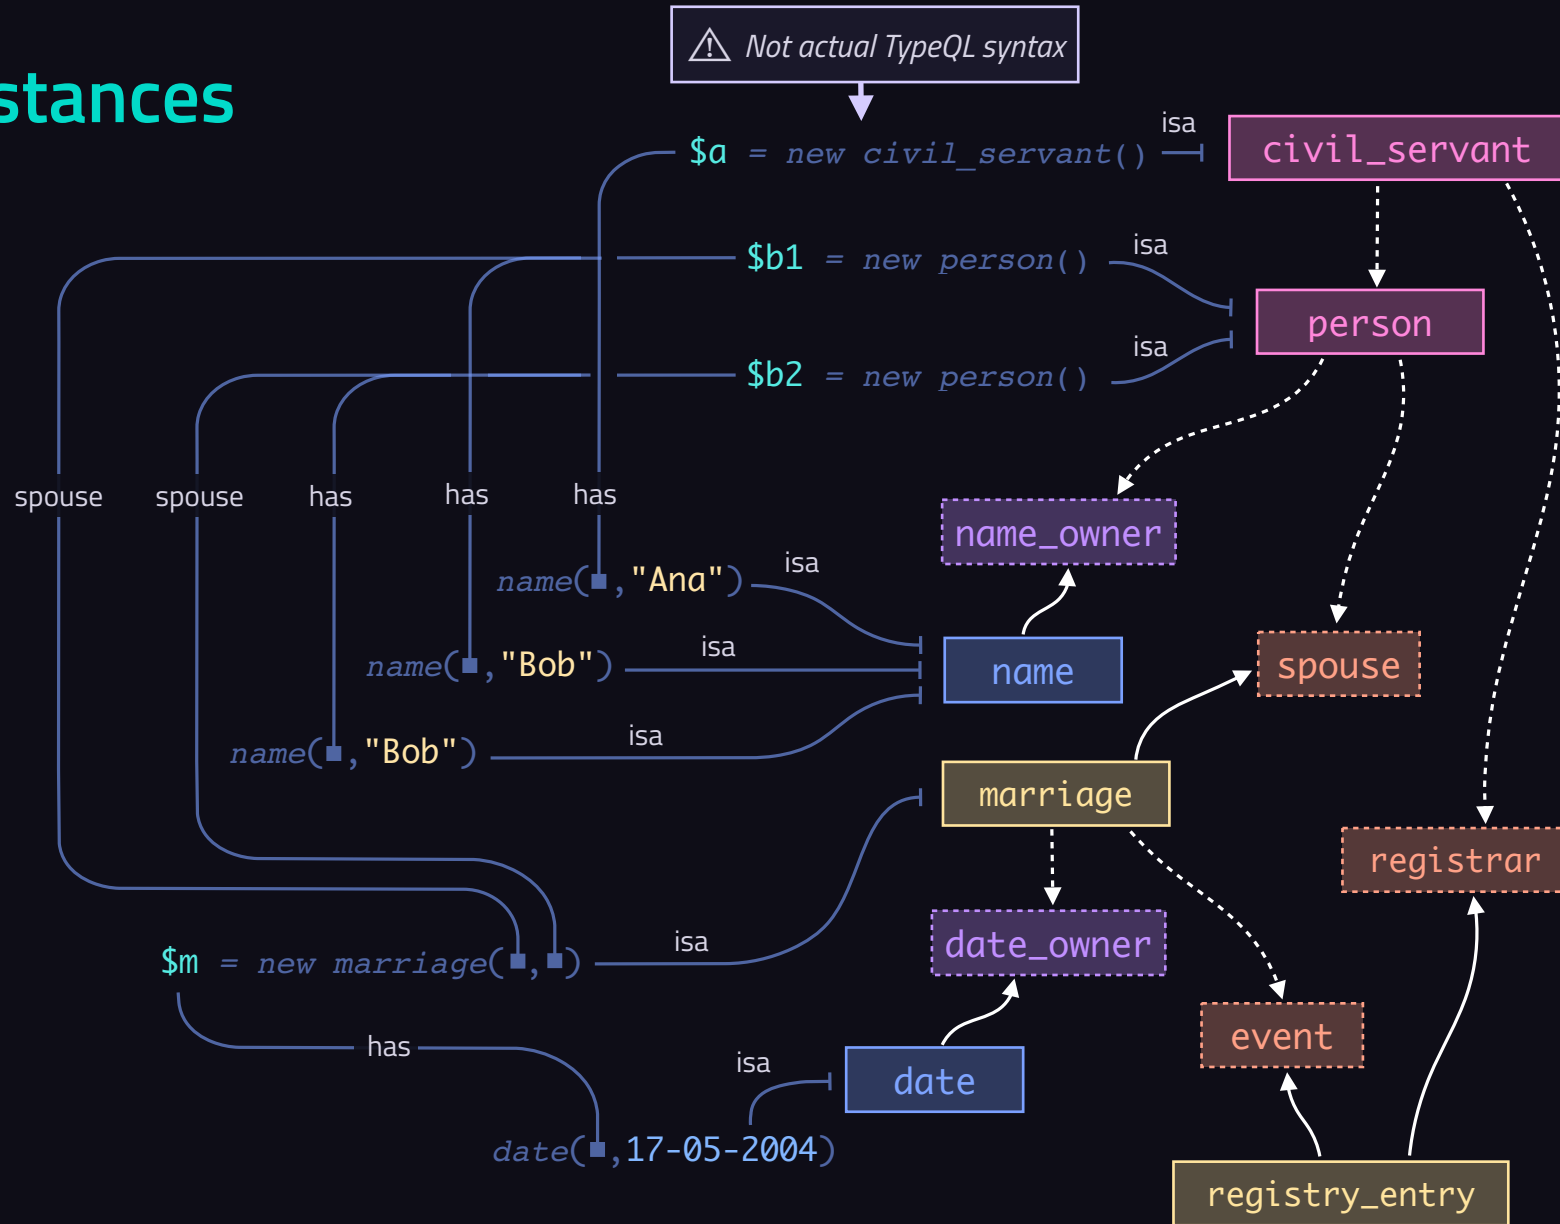 Not actual TypeQL syntax
stances
isa
$a = new civil_servant()
civil_servant
isa
$b1 = new person()
person
isa
$b2 = new person()
spouse spouse has has has
name_owner
name(■,"Ana")
isa
name(■,"Bob")
isa
name
spouse
name(■,"Bob")
isa
marriage
registrar
$m = new marriage(■,■)
isa
date_owner
event
has
isa
date
date(■,17-05-2004)
registry_entry